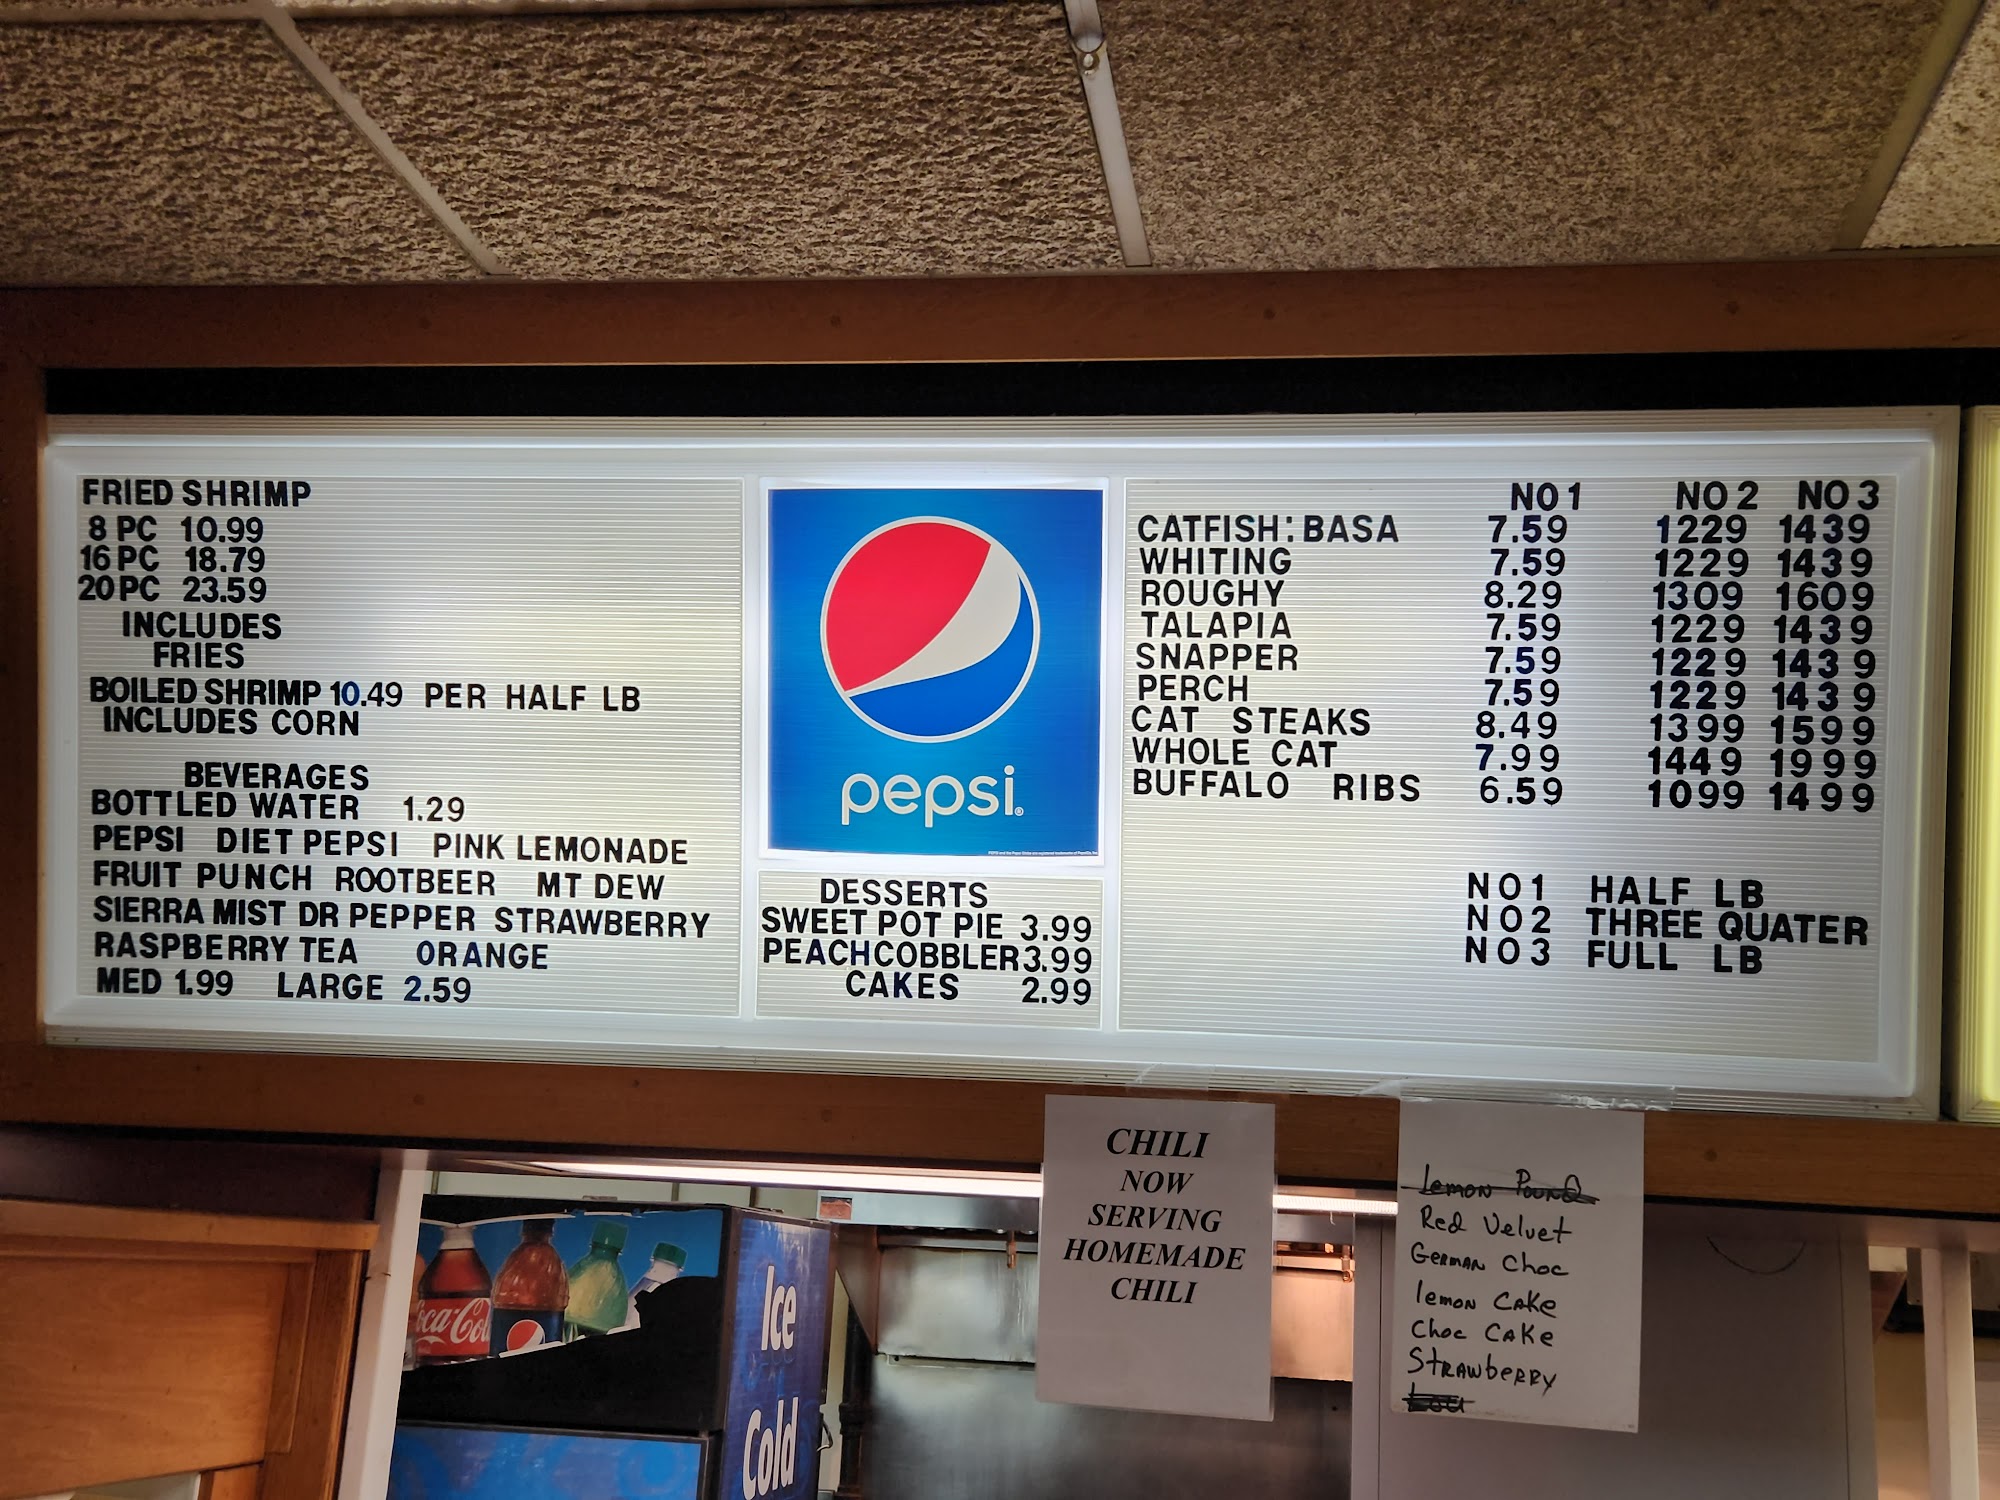 FRIED SHRIMP
8 PC 10.99
16 PC 18.79
20 PC 23.59
INCLUDES
FRIES
BOILED SHRIMP 10.49 PER HALF LB
INCLUDES CORN
BEVERAGES
BOTTLED WATER 1.29
PEPSI DIET PEPSI PINK LEMONADE
FRUIT PUNCH ROOTBEER MT DEW
SIERRA MIST DR PEPPER STRAWBERRY
RASPBERRY TEA ORANGE
MED 1.99 LARGE 2.59
pepsi
DESSERTS
SWEET POT PIE 3.99
PEACH COBBLER 3.99
CAKES 2.99
NO 1 NO 2 NO 3
CATFISH: BASA 7.59 1229 1439
WHITING 7.59 1229 1439
ROUGHY 8.29 1309 1609
TALAPIA 7.59 1229 1439
SNAPPER 7.59 1229 1439
PERCH 7.59 1229 1439
CAT STEAKS 8.49 1399 1599
WHOLE CAT 7.99 1449 1999
BUFFALO RIBS 6.59 1099 1499
NO 1 HALF LB
NO 2 THREE QUATER
NO 3 FULL LB
CHILI
NOW
SERVING
HOMEMADE
CHILI
Lemon Pound
Red Velvet
German Choc
lemon Cake
Choc Cake
Strawberry
Coca-Cola
Ice
Cold